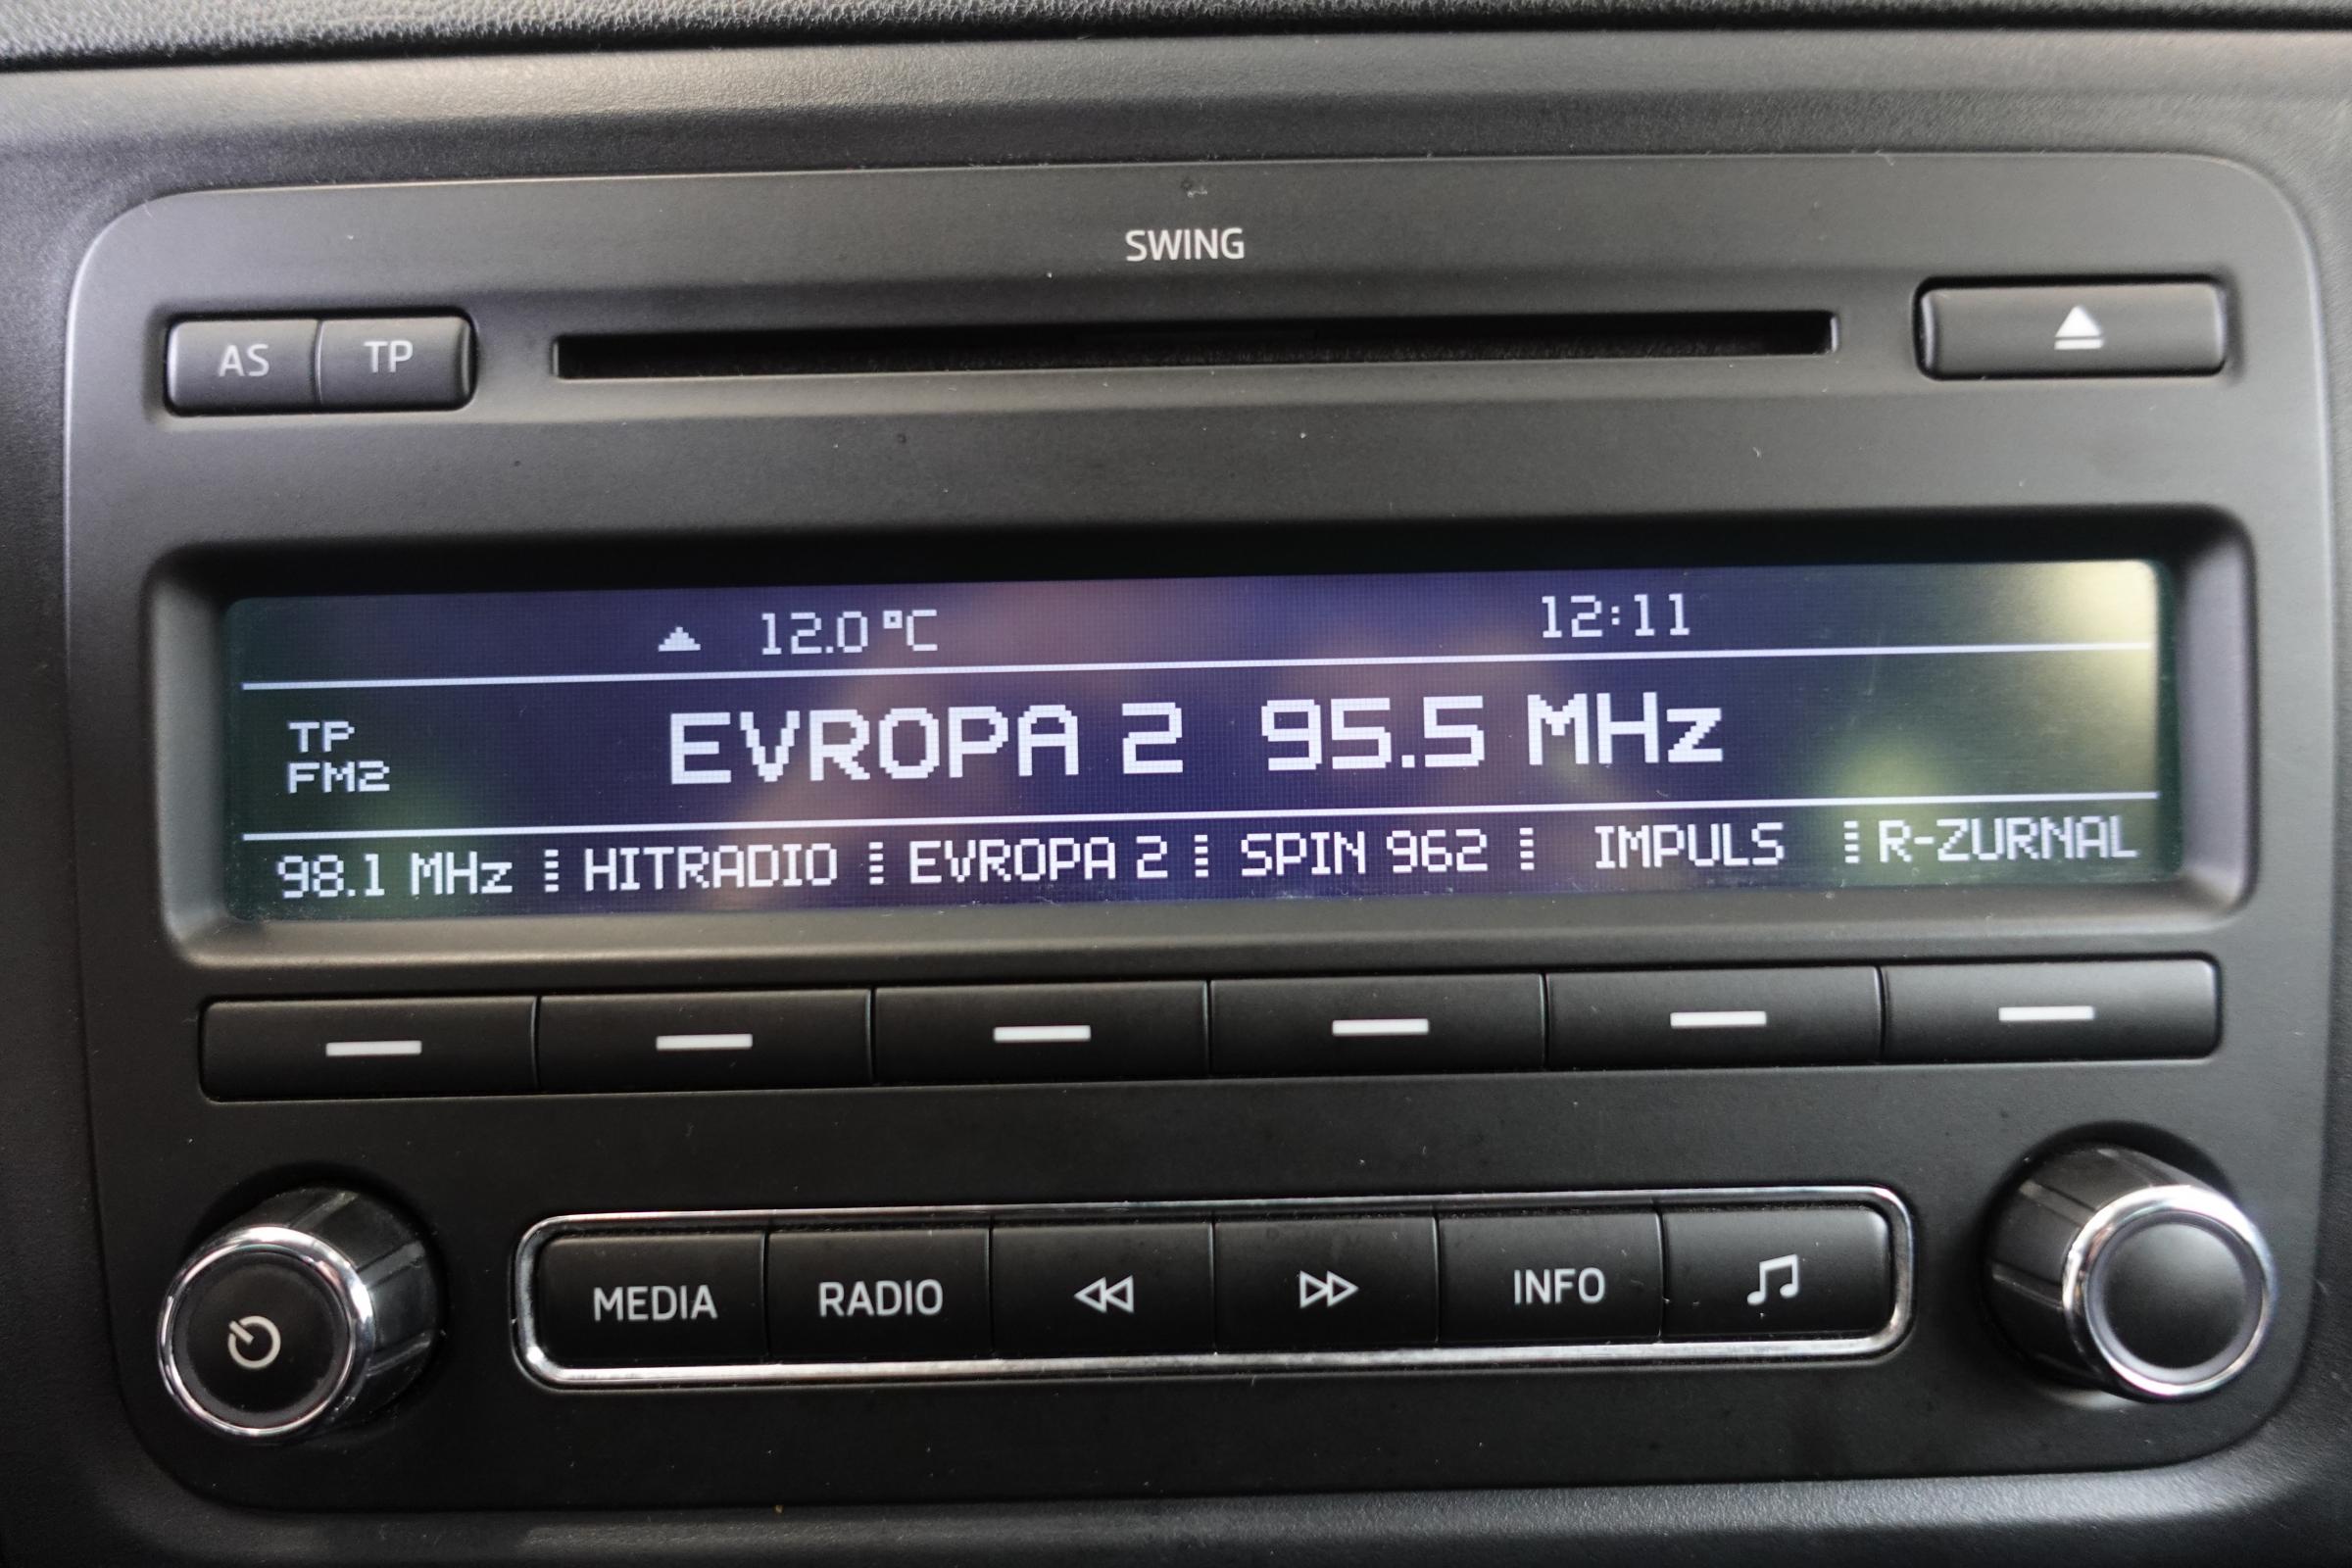 SWING
AS TP
12.0°C 12:11
TP
FM2
EVROPA 2 95.5 MHz
98.1 MHz HITRADIO EVROPA 2 SPIN 962 IMPULS R-ZURNAL
MEDIA RADIO INFO